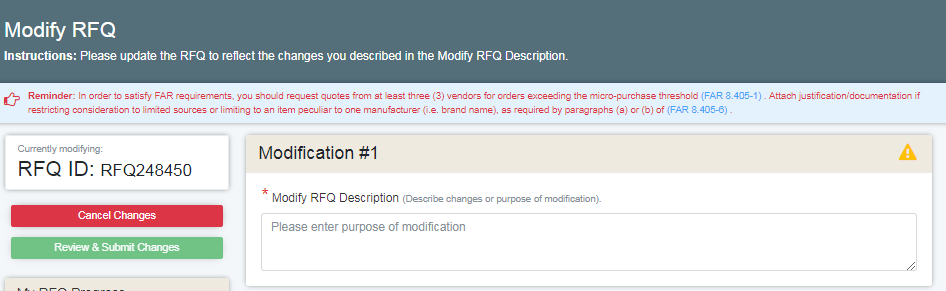 Modify RFQ
Instructions: Please update the RFQ to reflect the changes you described in the Modify RFQ Description.
Reminder: In order to satisfy FAR requirements, you should request quotes from at least three (3) vendors for orders exceeding the micro-purchase threshold (FAR 8.405-1) . Attach justification/documentation if
restricting consideration to limited sources or limiting to an item peculiar to one manufacturer (i.e. brand name), as required by paragraphs (a) or (b) of (FAR 8.405-6) .
Currently modifying:
RFQ ID: RFQ248450
Cancel Changes
Review & Submit Changes
My RFQ Progress
Modification #1
* Modify RFQ Description (Describe changes or purpose of modification).
Please enter purpose of modification